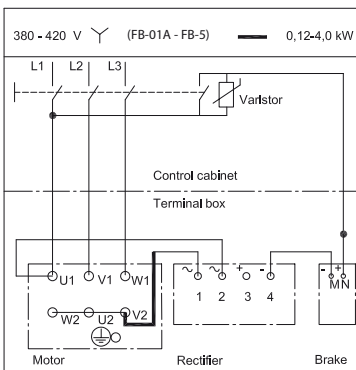 380 - 420 V (FB-01A - FB-5) 0,12-4,0 kW
L1 L2 L3
Varistor
Control cabinet
Terminal box
U1 V1 W1 ~ ~ + - - +
1 2 3 4 MN
W2 U2 V2
Motor Rectifier Brake